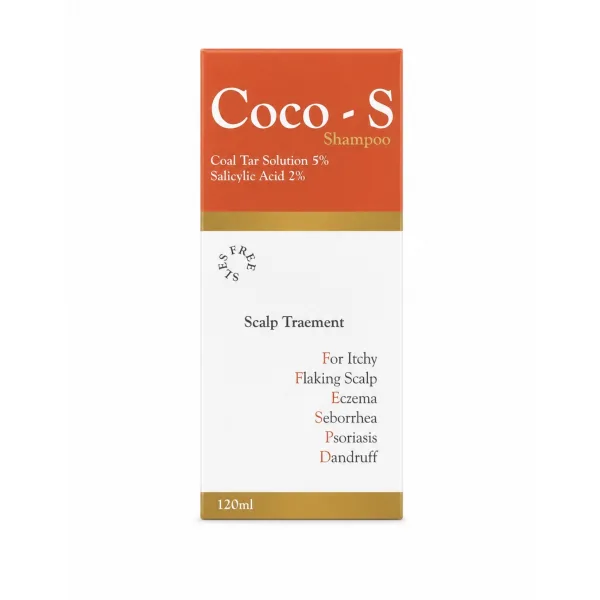 Coco - S
Shampoo
Coal Tar Solution 5%
Salicylic Acid 2%
SLES FREE
Scalp Traement
For Itchy
Flaking Scalp
Eczema
Seborrhea
Psoriasis
Dandruff
120ml